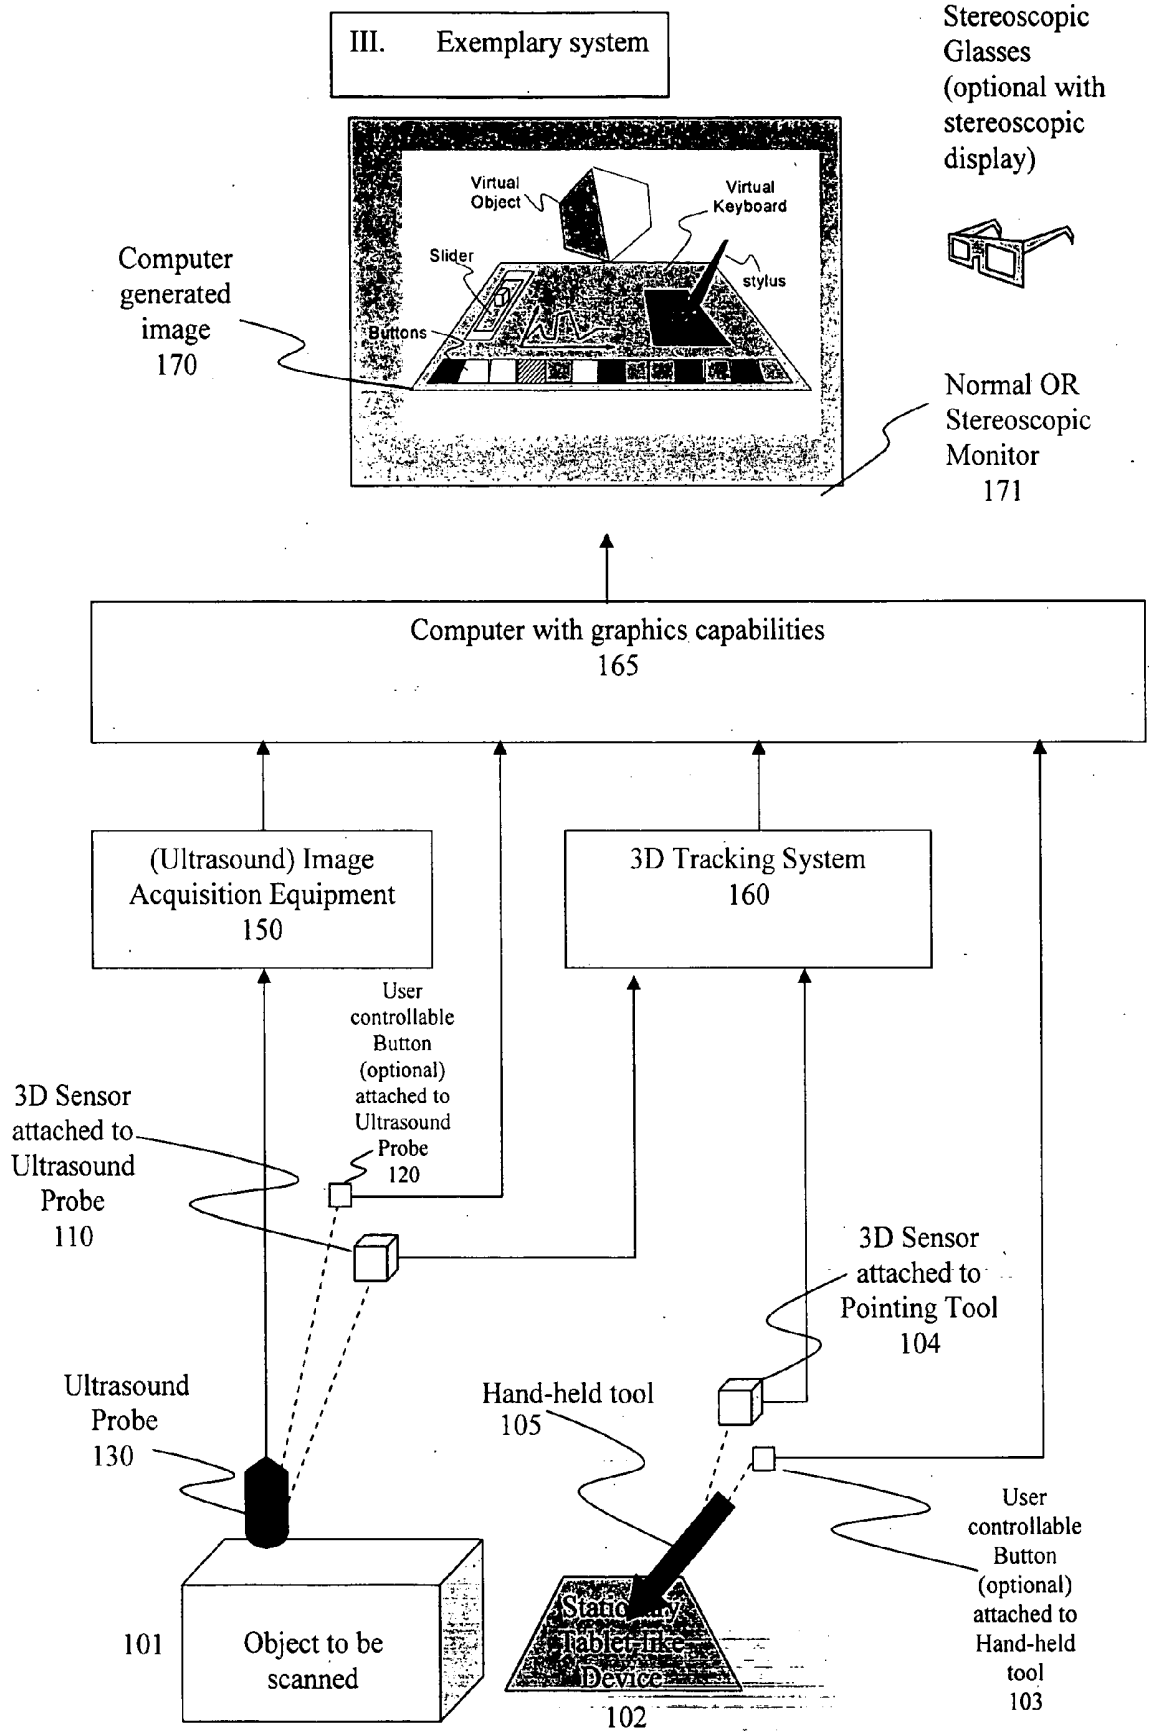 III. Exemplary system
Stereoscopic
Glasses
(optional with
stereoscopic
display)
Virtual
Object
Virtual
Keyboard
Slider
stylus
Buttons
Computer
generated
image
170
Normal OR
Stereoscopic
Monitor
171
Computer with graphics capabilities
165
(Ultrasound) Image
Acquisition Equipment
150
3D Tracking System
160
User
controllable
Button
(optional)
attached to
Ultrasound
Probe
120
3D Sensor
attached to
Ultrasound
Probe
110
3D Sensor
attached to
Pointing Tool
104
Ultrasound
Probe
130
Hand-held tool
105
User
controllable
Button
(optional)
attached to
Hand-held
tool
103
101
Object to be
scanned
Stationary
Tablet-like
Device
102